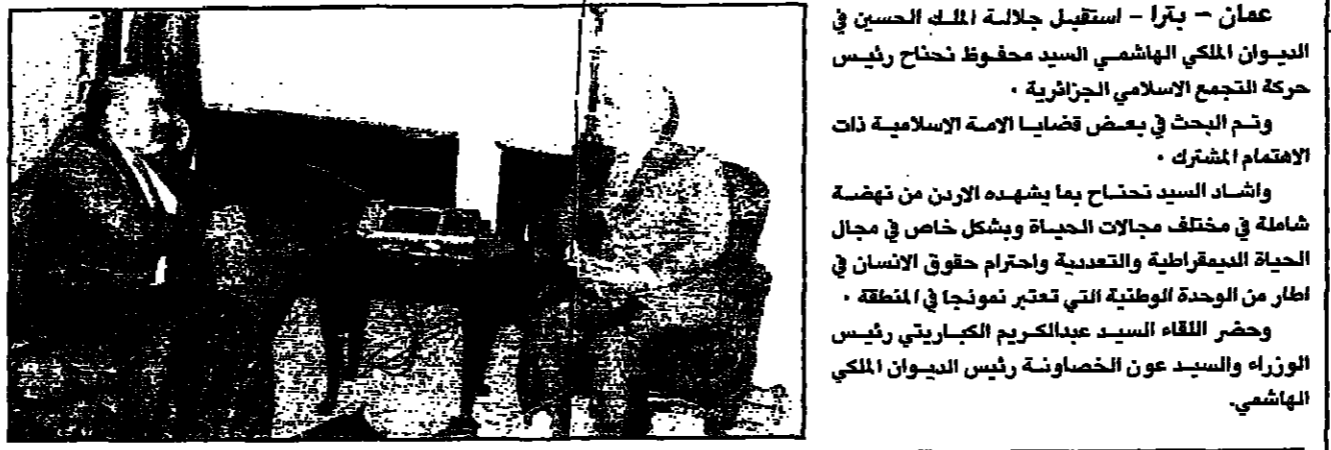 عمان - بترا - استقبل جلالة الملك الحسين في
الديوان الملكي الهاشمي السيد محفوظ نحناح رئيس
حركة التجمع الاسلامي الجزائرية ٠
وتم البحث في بعض قضايا الامة الاسلامية ذات
الاهتمام المشترك ٠
واشاد السيد نحناح بما يشهده الاردن من نهضة
شاملة في مختلف مجالات الحياة وبشكل خاص في مجال
الحياة الديمقراطية والتعددية واحترام حقوق الانسان في
اطار من الوحدة الوطنية التي تعتبر نموذجا في المنطقة ٠
وحضر اللقاء السيد عبدالكريم الكباريتي رئيس
الوزراء والسيد عون الخصاونة رئيس الديوان الملكي
الهاشمي.